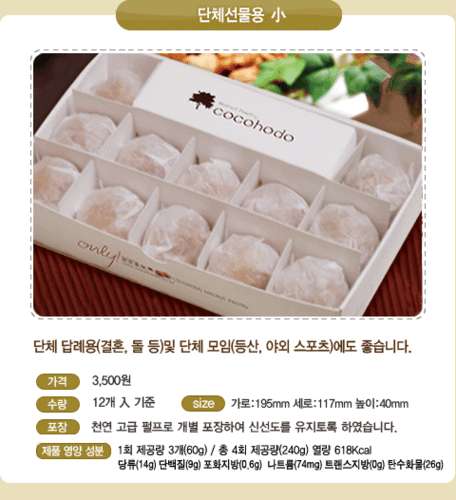 단체선물용 小
Walnut Pastry
cocohodo
only!
단체 답례용(결혼, 돌 등)및 단체 모임(등산, 야외 스포츠)에도 좋습니다.
가격 3,500원
수량 12개 入 기준 size 가로:195mm 세로:117mm 높이:40mm
포장 천연 고급 펄프로 개별 포장하여 신선도를 유지토록 하였습니다.
제품 영양 성분 1회 제공량 3개(60g) / 총 4회 제공량(240g) 열량 618Kcal
당류(14g) 단백질(9g) 포화지방(0,6g) 나트륨(74mg) 트랜스지방(0g) 탄수화물(26g)